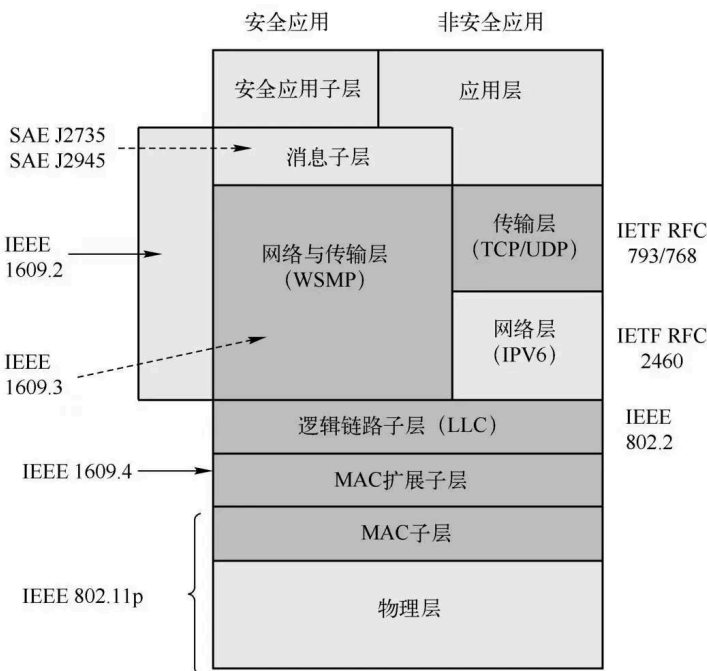 安全应用
非安全应用
安全应用子层
应用层
SAE J2735
SAE J2945
消息子层
IEEE
1609.2
网络与传输层
(WSMP)
传输层
(TCP/UDP)
IETF RFC
793/768
IEEE
1609.3
网络层
(IPV6)
IETF RFC
2460
逻辑链路子层(LLC)
IEEE
802.2
IEEE 1609.4
MAC扩展子层
MAC子层
IEEE 802.11p
物理层